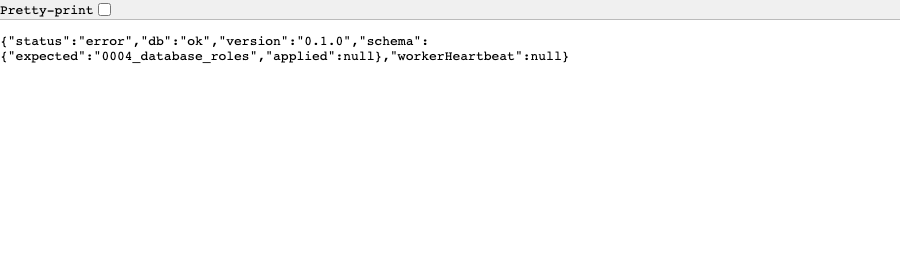 Pretty-print
{"status":"error","db":"ok","version":"0.1.0","schema":
{"expected":"0004_database_roles","applied":null},"workerHeartbeat":null}